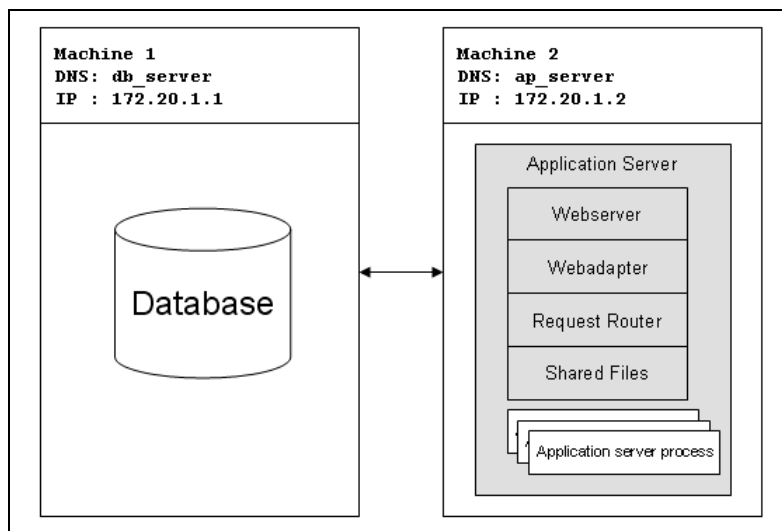 Machine 1
DNS: db_server
IP : 172.20.1.1
Database
Machine 2
DNS: ap_server
IP : 172.20.1.2
Application Server
Webserver
Webadapter
Request Router
Shared Files
Application server process